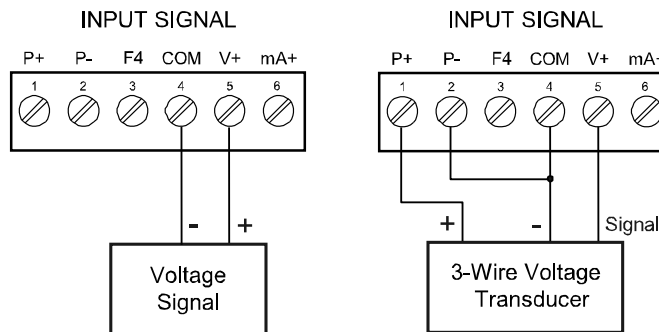 INPUT SIGNAL
P+ P- F4 COM V+ mA+
1 2 3 4 5 6
- +
Voltage
Signal
INPUT SIGNAL
P+ P- F4 COM V+ mA+
1 2 3 4 5 6
+ - Signal
3-Wire Voltage
Transducer